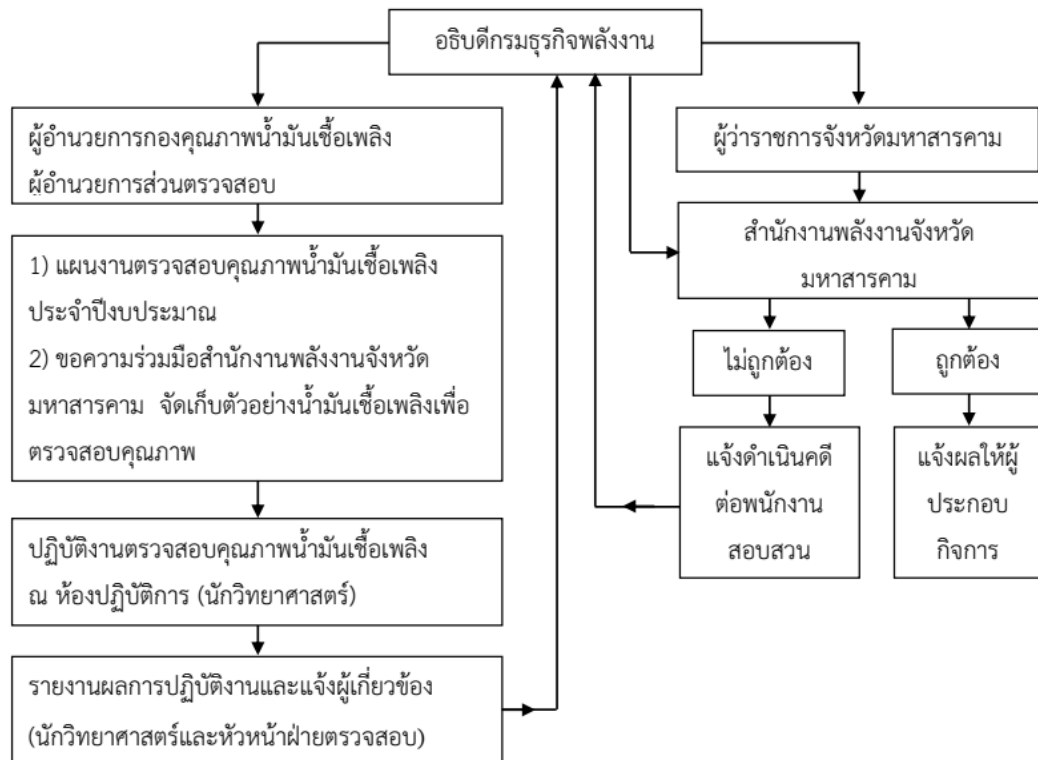 อธิบดีกรมธุรกิจพลังงาน
ผู้อำนวยการกองคุณภาพน้ำมันเชื้อเพลิง
ผู้อำนวยการส่วนตรวจสอบ
1) แผนงานตรวจสอบคุณภาพน้ำมันเชื้อเพลิง
ประจำปีงบประมาณ
2) ขอความร่วมมือสำนักงานพลังงานจังหวัด
มหาสารคาม จัดเก็บตัวอย่างน้ำมันเชื้อเพลิงเพื่อ
ตรวจสอบคุณภาพ
ปฏิบัติงานตรวจสอบคุณภาพน้ำมันเชื้อเพลิง
ณ ห้องปฏิบัติการ (นักวิทยาศาสตร์)
รายงานผลการปฏิบัติงานและแจ้งผู้เกี่ยวข้อง
(นักวิทยาศาสตร์และหัวหน้าฝ่ายตรวจสอบ)
ผู้ว่าราชการจังหวัดมหาสารคาม
สำนักงานพลังงานจังหวัด
มหาสารคาม
ไม่ถูกต้อง
ถูกต้อง
แจ้งดำเนินคดี
ต่อพนักงาน
สอบสวน
แจ้งผลให้ผู้
ประกอบ
กิจการ